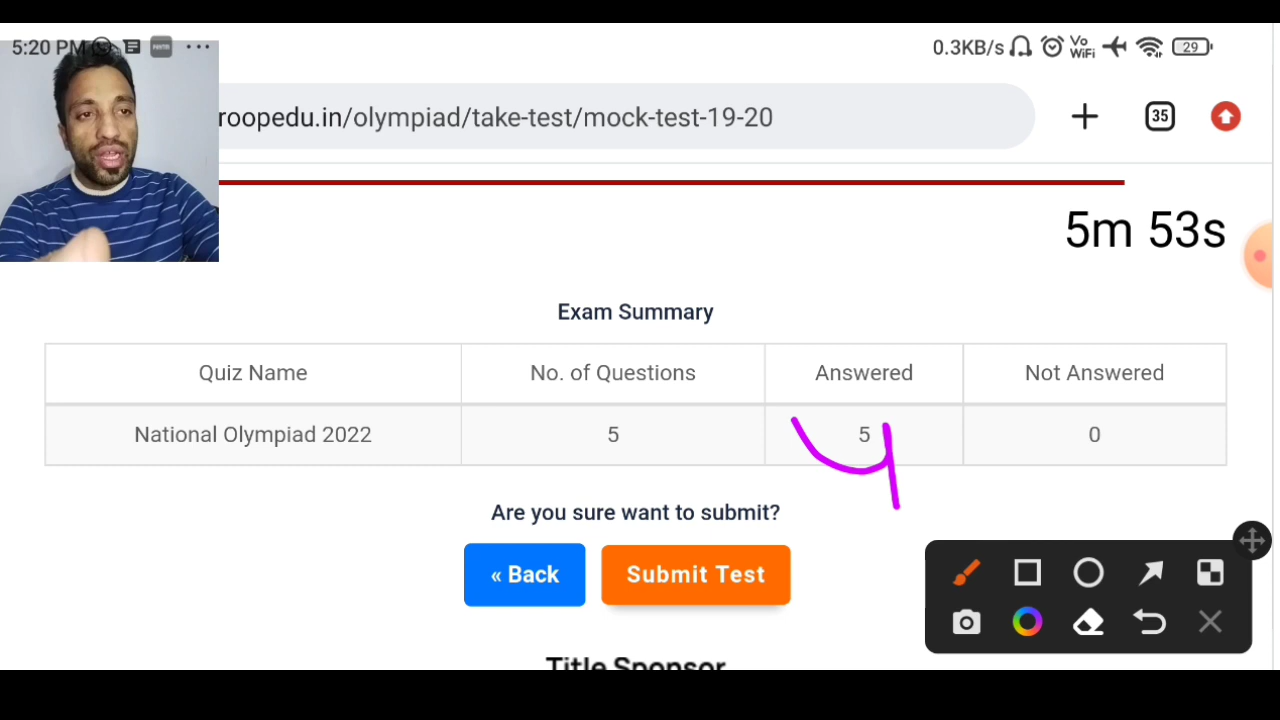 5:20 PM
0.3KB/s Vo WiFi 29
roopedu.in/olympiad/take-test/mock-test-19-20 35
5m 53s
Exam Summary
Quiz Name No. of Questions Answered Not Answered
National Olympiad 2022 5 5 0
Are you sure want to submit?
« Back Submit Test
Title Sponsor